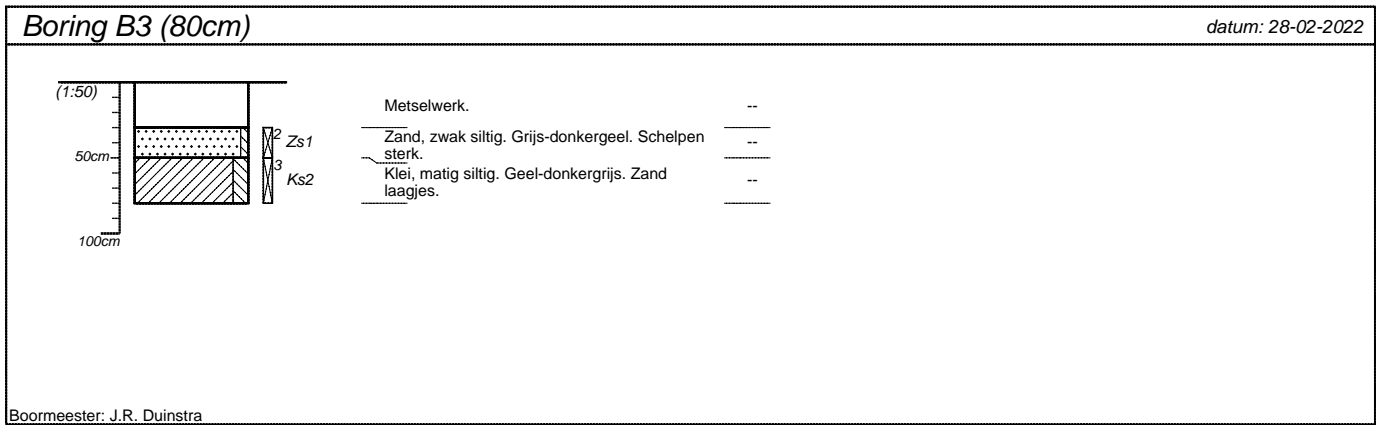 Boring B3 (80cm)
datum: 28-02-2022
(1:50)
Metselwerk.
--
2
Zs1
Zand, zwak siltig. Grijs-donkergeel. Schelpen
sterk.
--
50cm
3
Ks2
Klei, matig siltig. Geel-donkergrijs. Zand
laagjes.
--
100cm
Boormeester: J.R. Duinstra